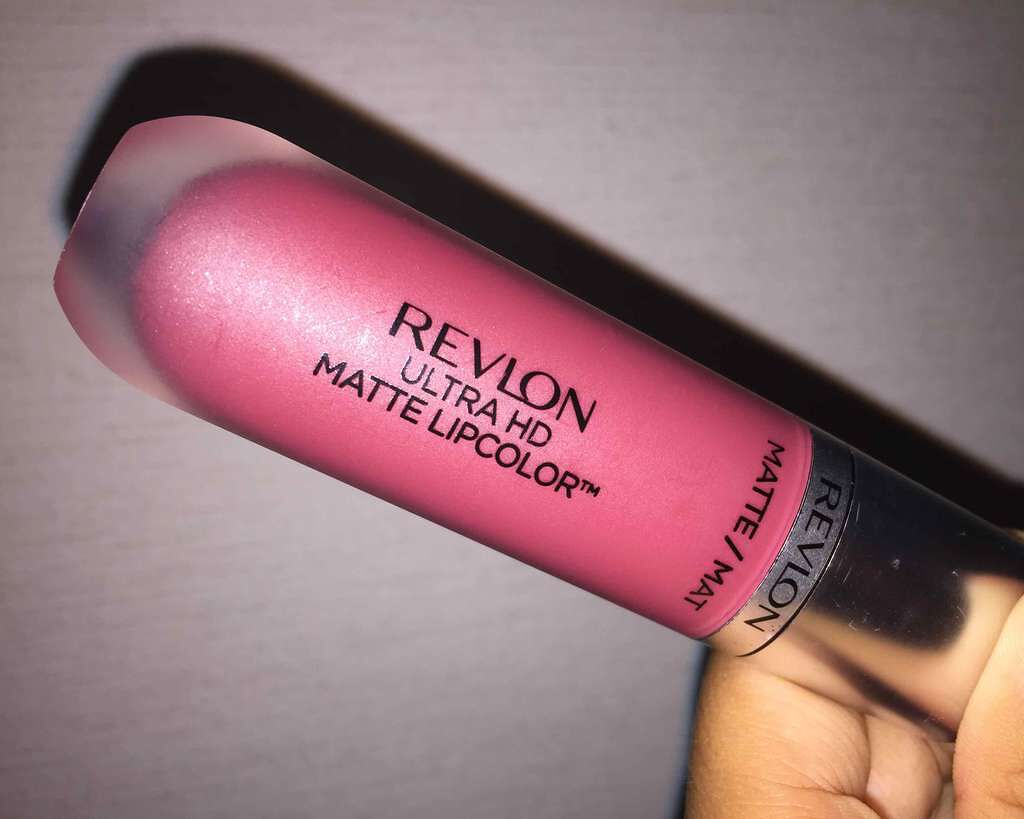 REVLON
ULTRA HD
MATTE LIPCOLOR™
MATTE / MAT
REVLON